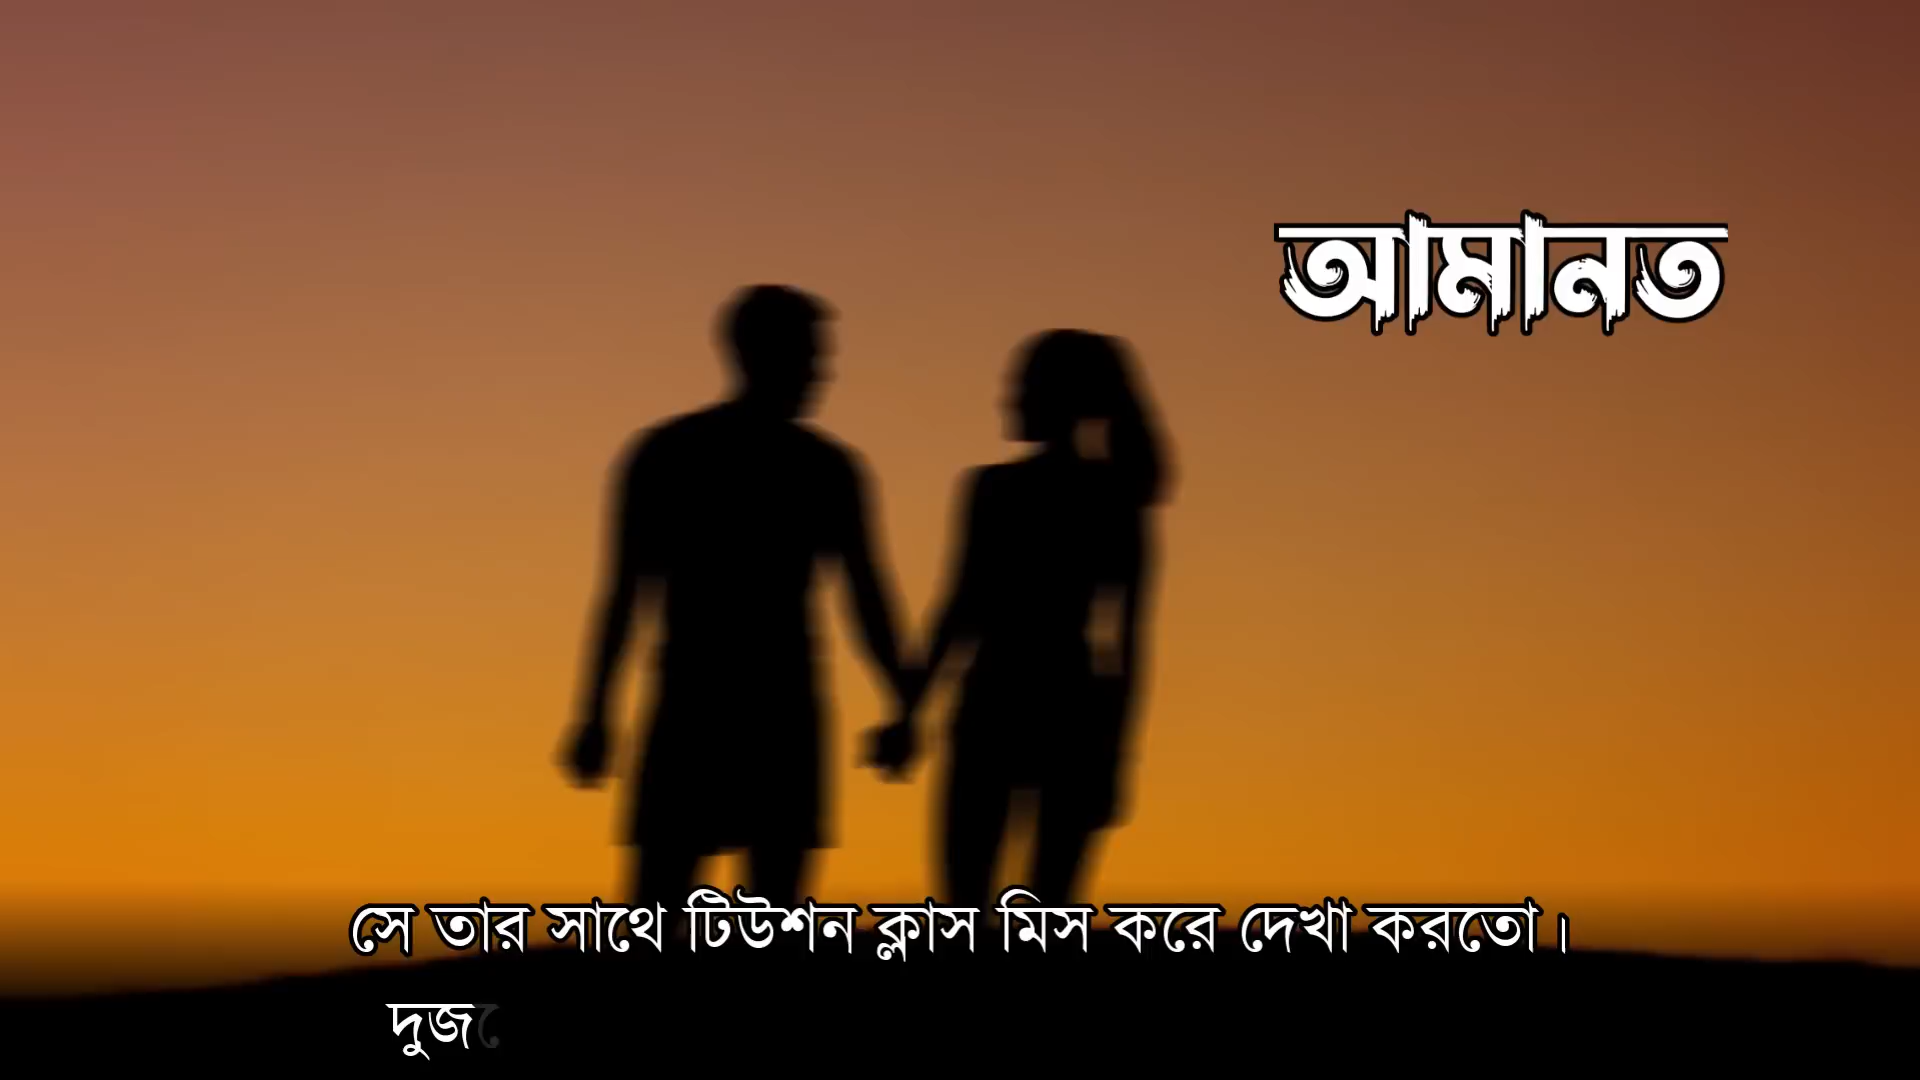 আমানত
সে তার সাথে টিউশন ক্লাস মিস করে দেখা করতো।